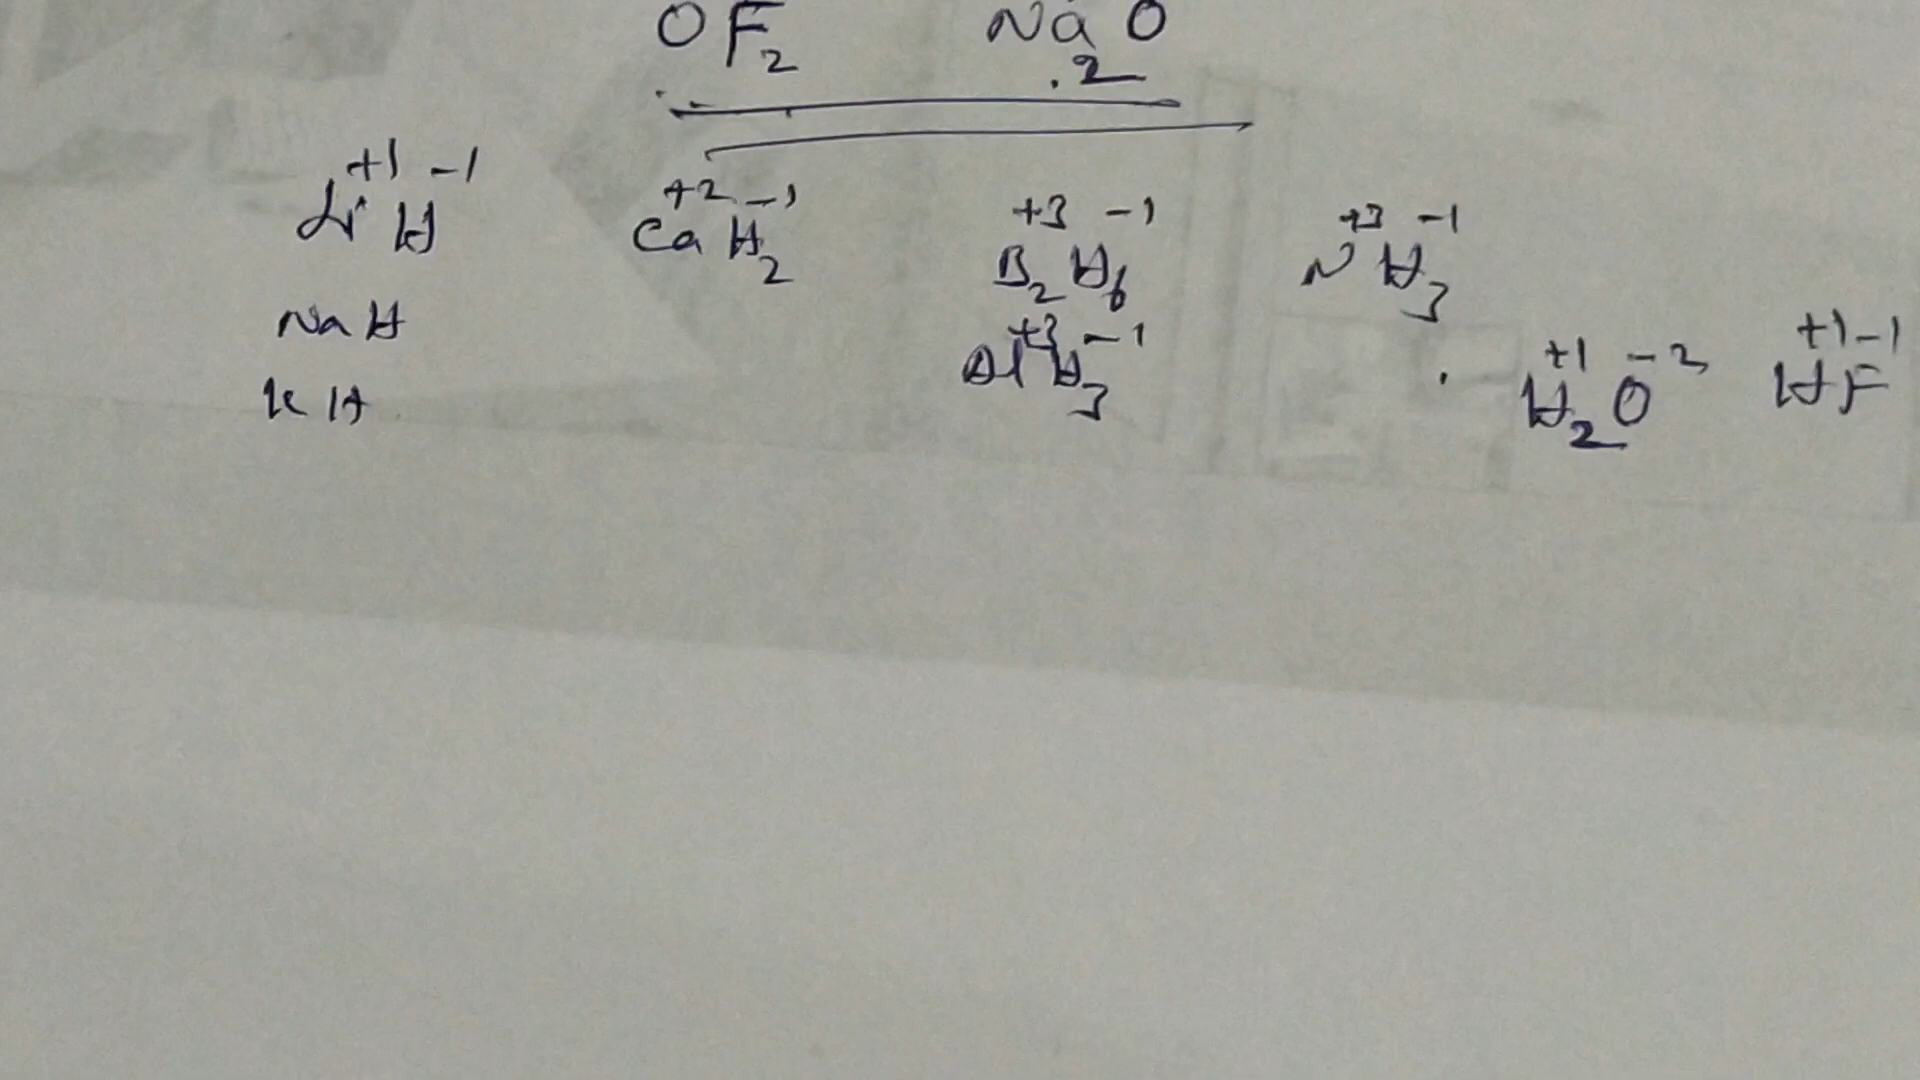 OF₂ Na₂O
+1 -1 +2 -1 +3 -1 +3 -1
LiH CaH₂ B₂H₆ NH₃
NaH +3 -1 +1 -2 +1 -1
KH AlH₃ H₂O HF